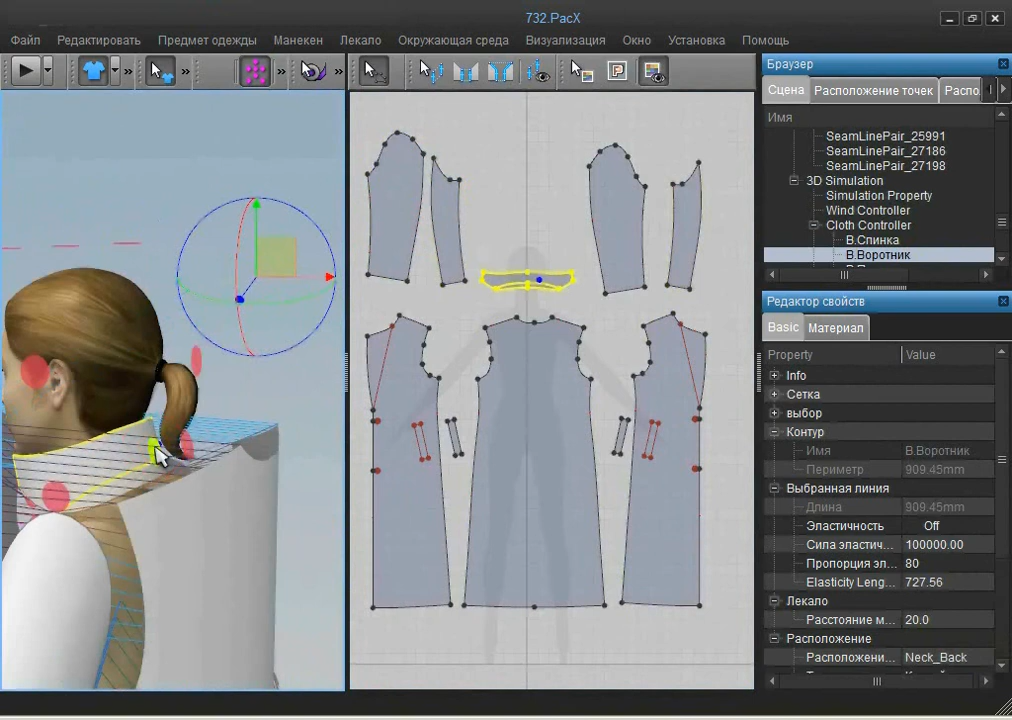 732.PacX
Файл Редактировать Предмет одежды Манекен Лекало Окружающая среда Визуализация Окно Установка Помощь
Браузер
Сцена Расположение точек Распо
Имя
SeamLinePair_25991
SeamLinePair_27186
SeamLinePair_27198
3D Simulation
Simulation Property
Wind Controller
Cloth Controller
В.Спинка
В.Воротник
Редактор свойств
Basic Материал
Property Value
Info
Сетка
выбор
Контур
Имя В.Воротник
Периметр 909.45mm
Выбранная линия
Длина 909.45mm
Эластичность Off
Сила эластич... 100000.00
Пропорция эл... 80
Elasticity Leng... 727.56
Лекало
Расстояние м... 20.0
Расположение
Расположени... Neck_Back